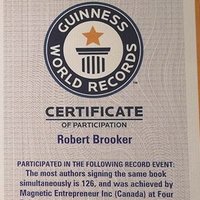 GUINNESS
WORLD RECORDS
CERTIFICATE
OF PARTICIPATION
Robert Brooker
PARTICIPATED IN THE FOLLOWING RECORD EVENT:
The most authors signing the same book
simultaneously is 126, and was achieved by
Magnetic Entrepreneur Inc (Canada) at Four